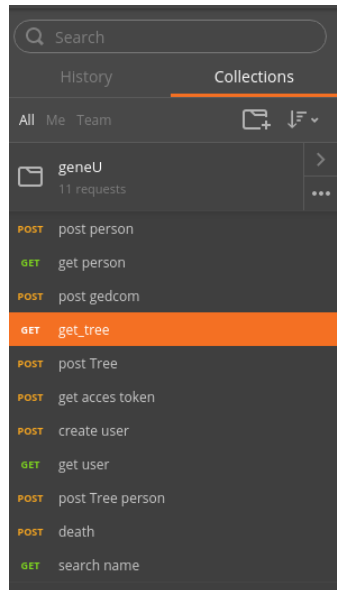 Search
History Collections
All Me Team
geneU
11 requests
POST post person
GET get person
POST post gedcom
GET get_tree
POST post Tree
POST get acces token
POST create user
GET get user
POST post Tree person
POST death
GET search name